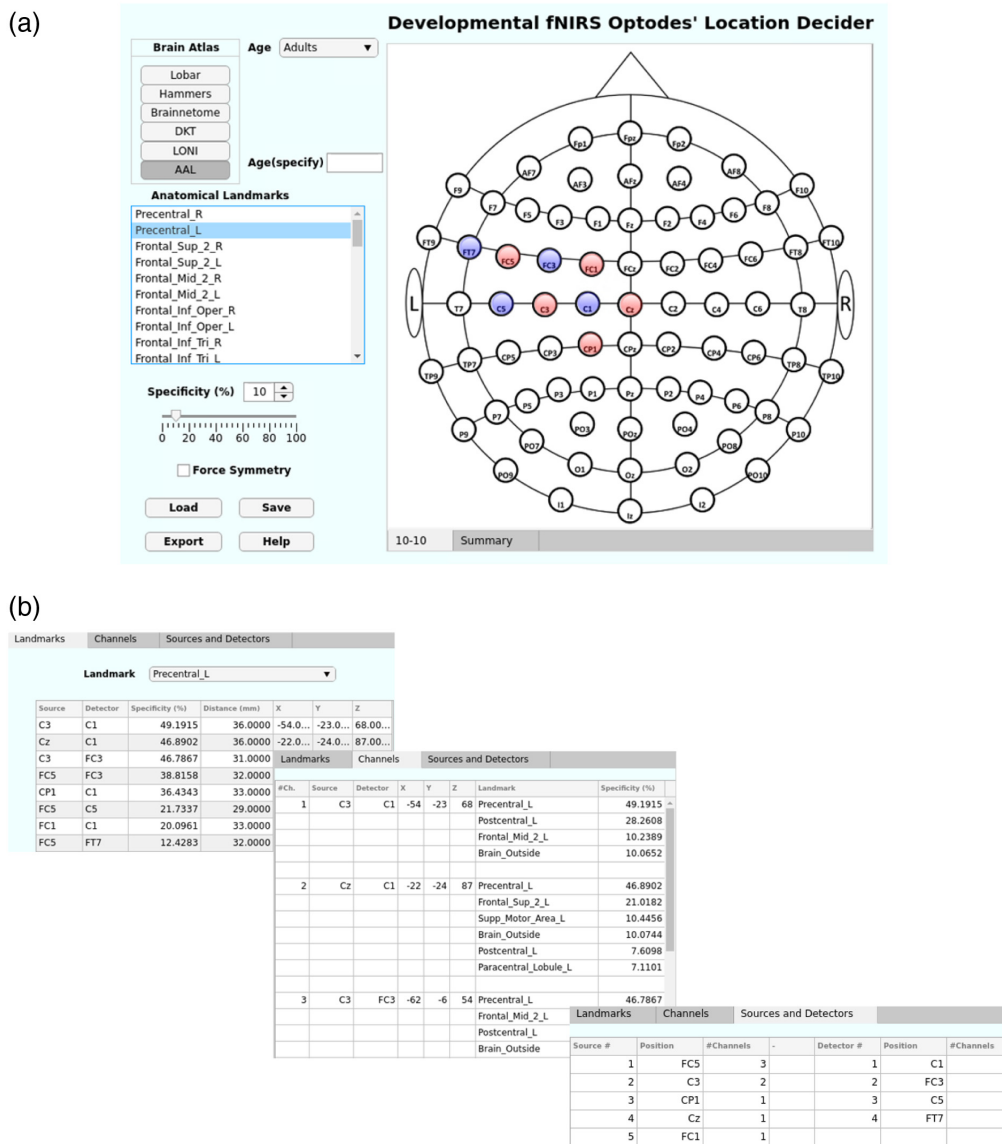 (a)
Developmental fNIRS Optodes' Location Decider
Brain Atlas
Age Adults
Lobar
Hammers
Brainnetome
DKT
LONI
AAL
Age(specify)
Anatomical Landmarks
Precentral_R
Precentral_L
Frontal_Sup_2_R
Frontal_Sup_2_L
Frontal_Mid_2_R
Frontal_Mid_2_L
Frontal_Inf_Oper_R
Frontal_Inf_Oper_L
Frontal_Inf_Tri_R
Frontal_Inf_Tri_L
Specificity (%) 10
0 20 40 60 80 100
Force Symmetry
Load Save
Export Help
Fp1 Fpz Fp2
AF7 AF3 AFz AF4 AF8
F9 F7 F5 F3 F1 Fz F2 F4 F6 F8 F10
FT9 FT7 FC5 FC3 FC1 FCz FC2 FC4 FC6 FT8 FT10
L T7 C5 C3 C1 Cz C2 C4 C6 T8 R
TP9 TP7 CP5 CP3 CP1 CPz CP2 CP4 CP6 TP8 TP10
P9 P7 P5 P3 P1 Pz P2 P4 P6 P8 P10
PO9 PO7 PO3 POz PO4 PO8 PO10
O1 Oz O2
I1 Iz I2
10-10 Summary
(b)
Landmarks Channels Sources and Detectors
Landmark Precentral_L
Source Detector Specificity (%) Distance (mm) X Y Z
C3 C1 49.1915 36.0000 -54.0... -23.0... 68.00...
Cz C1 46.8902 36.0000 -22.0... -24.0... 87.00...
C3 FC3 46.7867 31.0000
FC5 FC3 38.8158 32.0000
CP1 C1 36.4343 33.0000
FC5 C5 21.7337 29.0000
FC1 C1 20.0961 33.0000
FC5 FT7 12.4283 32.0000
Landmarks Channels Sources and Detectors
#Ch. Source Detector X Y Z Landmark Specificity (%)
1 C3 C1 -54 -23 68 Precentral_L 49.1915
Postcentral_L 28.2608
Frontal_Mid_2_L 10.2389
Brain_Outside 10.0652
2 Cz C1 -22 -24 87 Precentral_L 46.8902
Frontal_Sup_2_L 21.0182
Supp_Motor_Area_L 10.4456
Brain_Outside 10.0744
Postcentral_L 7.6098
Paracentral_Lobule_L 7.1101
3 C3 FC3 -62 -6 54 Precentral_L 46.7867
Frontal_Mid_2_L
Postcentral_L
Brain_Outside
Landmarks Channels Sources and Detectors
Source # Position #Channels - Detector # Position #Channels
1 FC5 3 1 C1
2 C3 2 2 FC3
3 CP1 1 3 C5
4 Cz 1 4 FT7
5 FC1 1